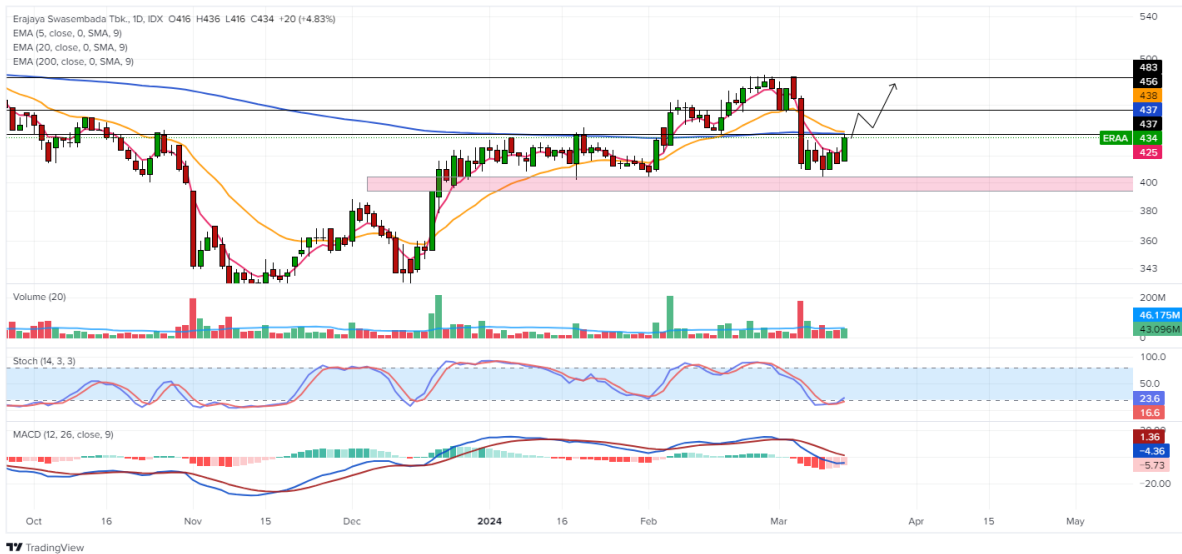 Erajaya Swasembada Tbk., 1D, IDX O416 H436 L416 C434 +20 (+4.83%)
EMA (5, close, 0, SMA, 9)
EMA (20, close, 0, SMA, 9)
EMA (200, close, 0, SMA, 9)
540
500
483
456
438
437
437
ERAA 434
425
400
380
360
343
Volume (20)
200M
46.175M
43.096M
0
Stoch (14, 3, 3)
100.0
50.0
23.6
16.6
MACD (12, 26, close, 9)
1.36
−4.36
−5.73
−20.00
Oct 16 Nov 15 Dec 2024 16 Feb Mar Apr 15 May
TradingView